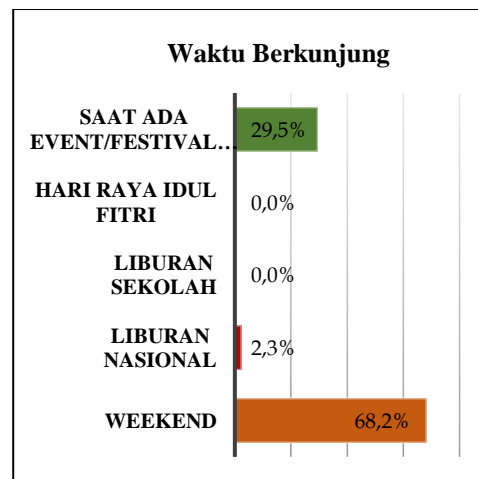 Waktu Berkunjung
SAAT ADA
EVENT/FESTIVAL…
29,5%
HARI RAYA IDUL
FITRI
0,0%
LIBURAN
SEKOLAH
0,0%
LIBURAN
NASIONAL
2,3%
WEEKEND
68,2%